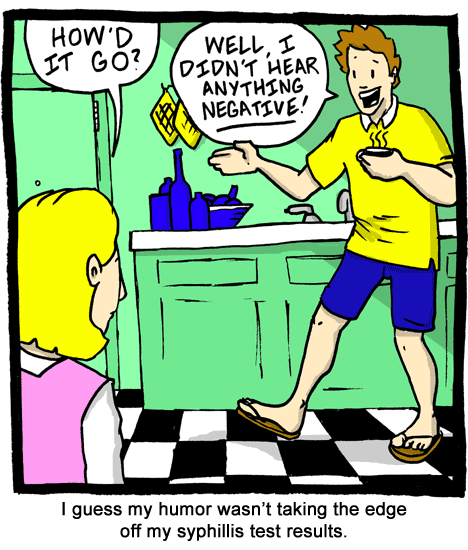 HOW'D
IT GO?
WELL, I
DIDN'T HEAR
ANYTHING
NEGATIVE!
I guess my humor wasn't taking the edge
off my syphillis test results.